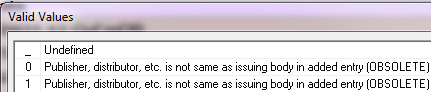 Valid Values
_ Undefined
0 Publisher, distributor, etc. is not same as issuing body in added entry (OBSOLETE)
1 Publisher, distributor, etc. is not same as issuing body in added entry (OBSOLETE)